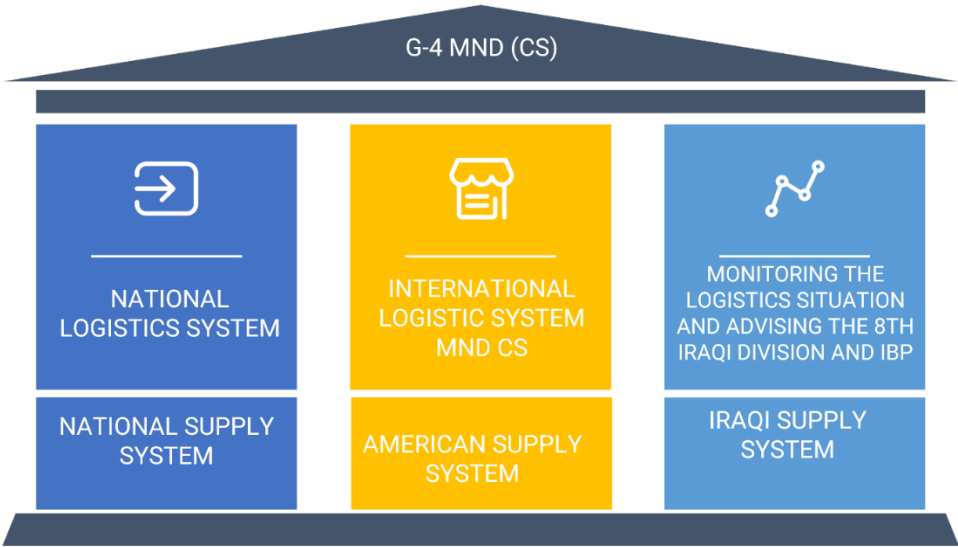 G-4 MND (CS)
NATIONAL
LOGISTICS SYSTEM
NATIONAL SUPPLY
SYSTEM
INTERNATIONAL
LOGISTIC SYSTEM
MND CS
AMERICAN SUPPLY
SYSTEM
MONITORING THE
LOGISTICS SITUATION
AND ADVISING THE 8TH
IRAQI DIVISION AND IBP
IRAQI SUPPLY
SYSTEM